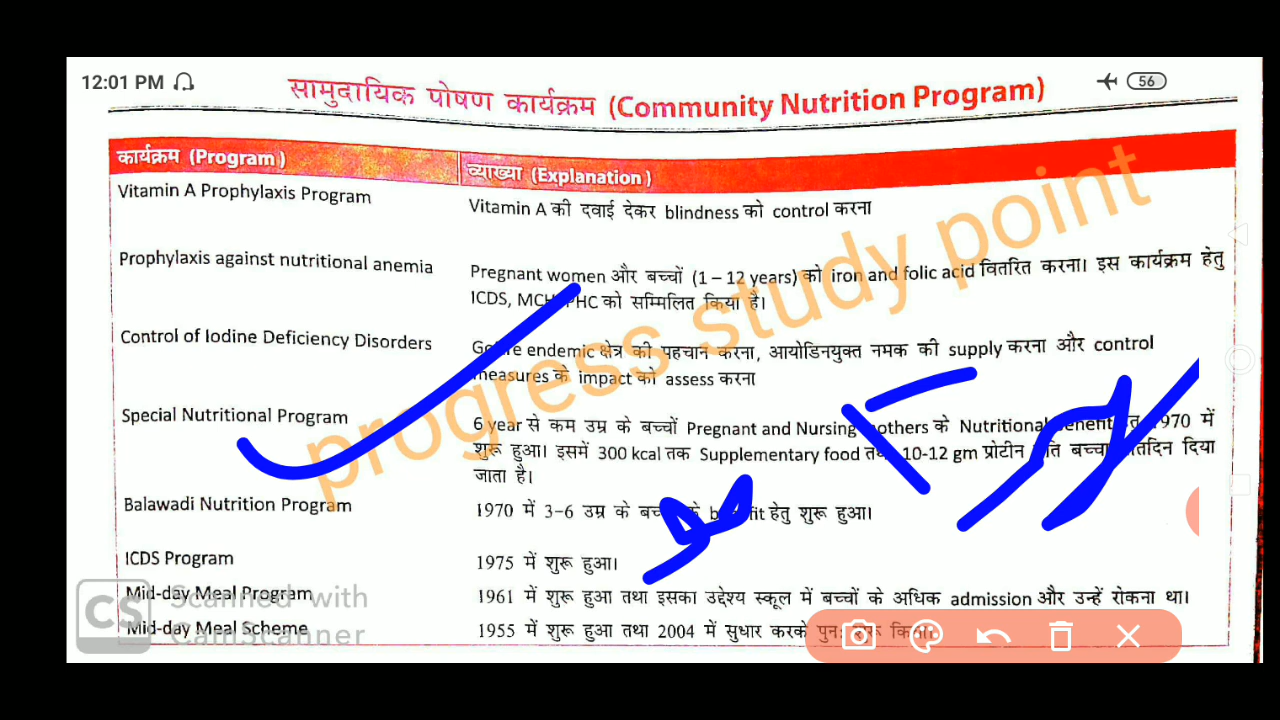 12:01 PM
56
सामुदायिक पोषण कार्यक्रम (Community Nutrition Program)
कार्यक्रम (Program)
व्याख्या (Explanation)
Vitamin A Prophylaxis Program
Vitamin A की दवाई देकर blindness को control करना
Prophylaxis against nutritional anemia
Pregnant women और बच्चों (1 – 12 years) को iron and folic acid वितरित करना। इस कार्यक्रम हेतु
ICDS, MCH, PHC को सम्मिलित किया है।
Control of Iodine Deficiency Disorders
endemic क्षेत्र की पहचान करना, आयोडिनयुक्त नमक की supply करना और control
measures के impact को assess करना
Special Nutritional Program
6 year से कम उम्र के बच्चों Pregnant and Nursing mothers के Nutritional benefit हेतु 1970 में
शुरू हुआ। इसमें 300 kcal तक Supplementary food तथा 10-12 gm प्रोटीन प्रति बच्चा प्रतिदिन दिया
जाता है।
Balawadi Nutrition Program
1970 में 3-6 उम्र के benefit हेतु शुरू हुआ।
ICDS Program
1975 में शुरू हुआ।
Mid-day Meal Program
1961 में शुरू हुआ तथा इसका उद्देश्य स्कूल में बच्चों के अधिक admission और उन्हें रोकना था।
Mid-day Meal Scheme
1955 में शुरू हुआ तथा 2004 में सुधार करके पुनः शुरू किया।
progress study point
CS
Scanned with
CamScanner